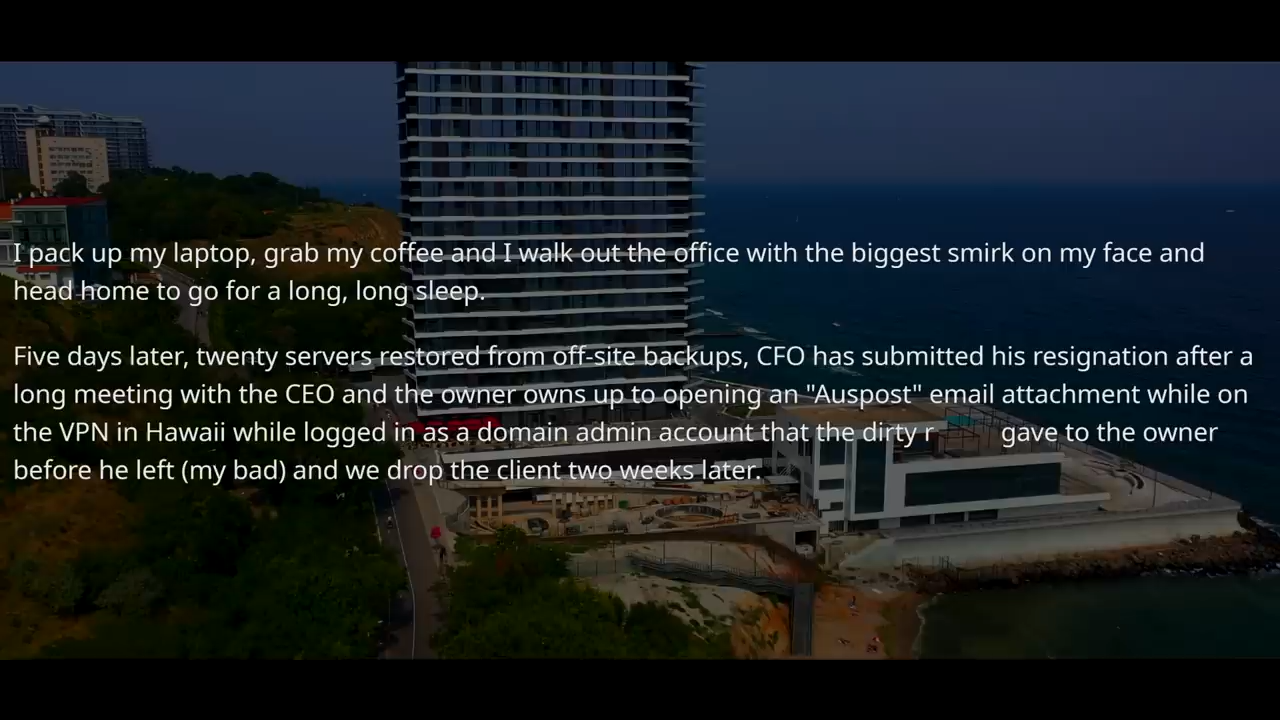 I pack up my laptop, grab my coffee and I walk out the office with the biggest smirk on my face and
head home to go for a long, long sleep.
Five days later, twenty servers restored from off-site backups, CFO has submitted his resignation after a
long meeting with the CEO and the owner owns up to opening an "Auspost" email attachment while on
the VPN in Hawaii while logged in as a domain admin account that the dirty r gave to the owner
before he left (my bad) and we drop the client two weeks later.